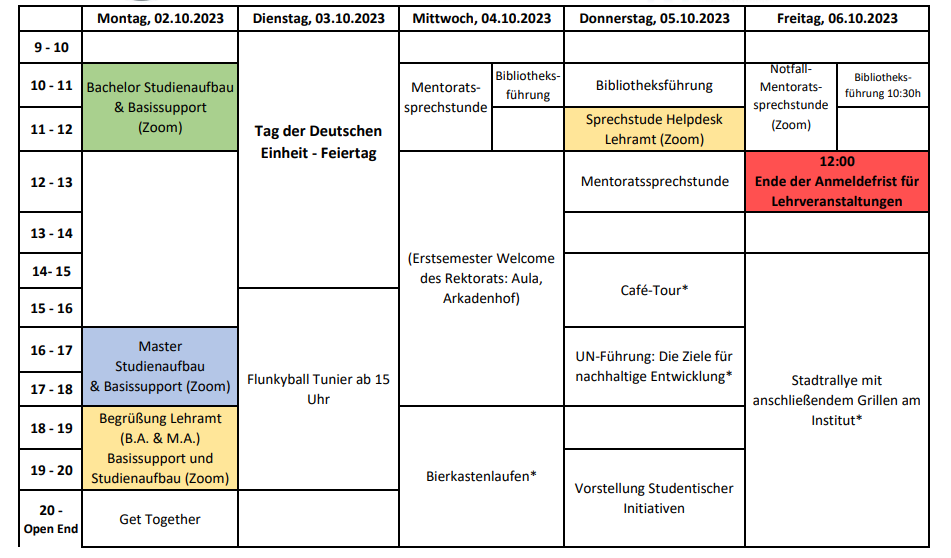 Montag, 02.10.2023 Dienstag, 03.10.2023 Mittwoch, 04.10.2023 Donnerstag, 05.10.2023 Freitag, 06.10.2023
9 - 10
10 - 11
11 - 12
12 - 13
13 - 14
14- 15
15 - 16
16 - 17
17 - 18
18 - 19
19 - 20
20 -
Open End
Bachelor Studienaufbau
& Basissupport
(Zoom)
Master
Studienaufbau
& Basissupport (Zoom)
Begrüßung Lehramt
(B.A. & M.A.)
Basissupport und
Studienaufbau (Zoom)
Get Together
Tag der Deutschen
Einheit - Feiertag
Flunkyball Tunier ab 15
Uhr
Mentorats-
sprechstunde
Bibliotheks-
führung
(Erstsemester Welcome
des Rektorats: Aula,
Arkadenhof)
Bierkastenlaufen*
Bibliotheksführung
Sprechstude Helpdesk
Lehramt (Zoom)
Mentoratssprechstunde
Café-Tour*
UN-Führung: Die Ziele für
nachhaltige Entwicklung*
Vorstellung Studentischer
Initiativen
Notfall-
Mentorats-
sprechstunde
(Zoom)
Bibliotheks-
führung 10:30h
12:00
Ende der Anmeldefrist für
Lehrveranstaltungen
Stadtrallye mit
anschließendem Grillen am
Institut*